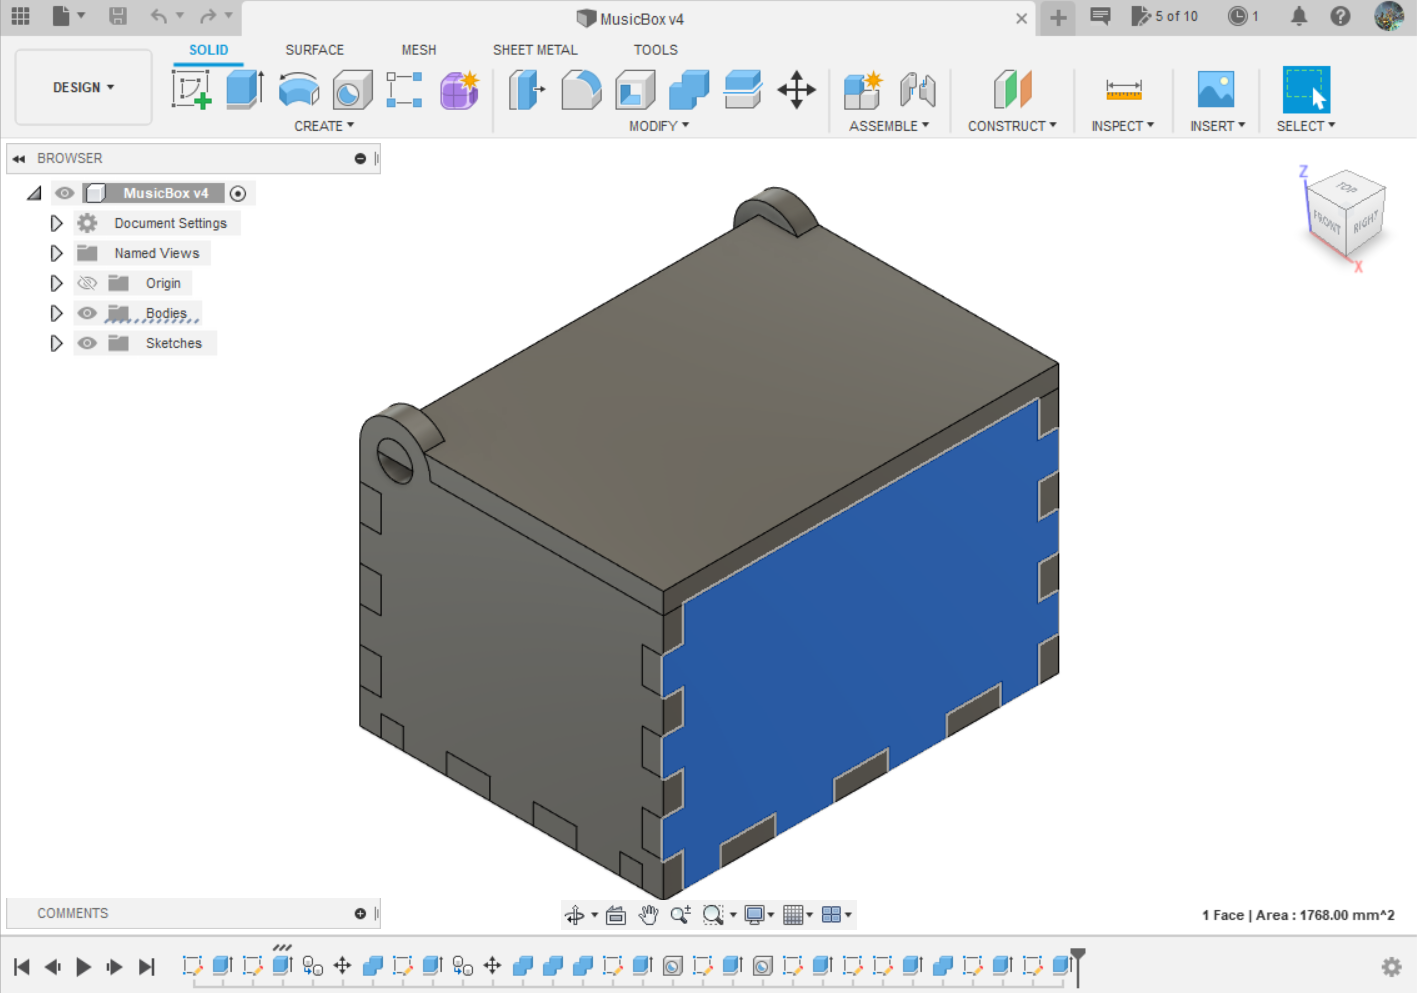 MusicBox v4
5 of 10
1
SOLID
SURFACE
MESH
SHEET METAL
TOOLS
DESIGN
CREATE
MODIFY
ASSEMBLE
CONSTRUCT
INSPECT
INSERT
SELECT
BROWSER
MusicBox v4
Document Settings
Named Views
Origin
Bodies
Sketches
Z
TOP
FRONT
RIGHT
X
COMMENTS
1 Face | Area : 1768.00 mm^2